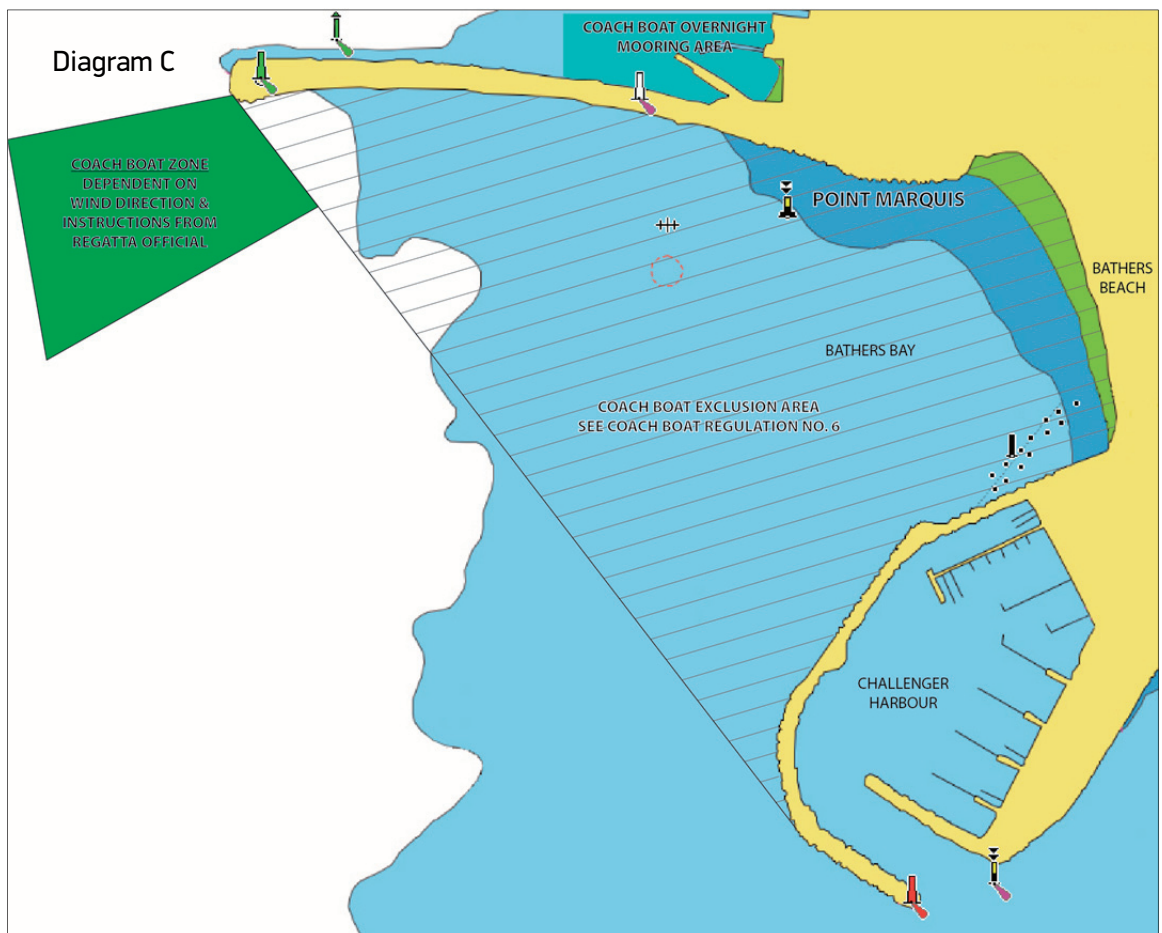 Diagram C
COACH BOAT OVERNIGHT
MOORING AREA
COACH BOAT ZONE
DEPENDENT ON
WIND DIRECTION &
INSTRUCTIONS FROM
REGATTA OFFICIAL
POINT MARQUIS
BATHERS
BEACH
BATHERS BAY
COACH BOAT EXCLUSION AREA
SEE COACH BOAT REGULATION NO. 6
CHALLENGER
HARBOUR